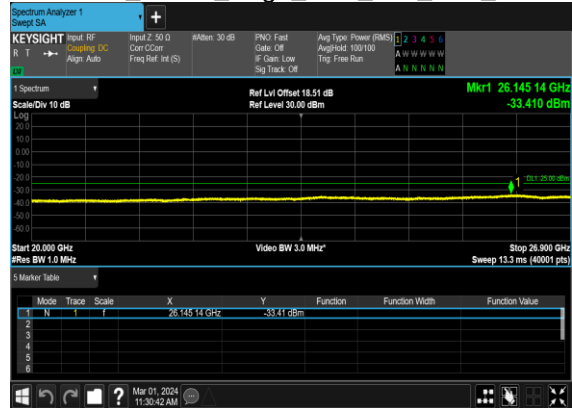 Spectrum Analyzer 1
Swept SA
+
KEYSIGHT Input: RF Input Z: 50 Ω #Atten: 30 dB PNO: Fast Avg Type: Power (RMS) 1 2 3 4 5 6
R T Coupling: DC Corr CCorr Gate: Off Avg|Hold: 100/100 A W W W W W
Align: Auto Freq Ref: Int (S) IF Gain: Low Trig: Free Run
Sig Track: Off A N N N N N
1 Spectrum Ref Lvl Offset 18.51 dB Mkr1 26.145 14 GHz
Scale/Div 10 dB Ref Level 30.00 dBm -33.410 dBm
Log
20.0
10.0
0.00
-10.0
-20.0
1 DL1 -25.00 dBm
-30.0
-40.0
-50.0
-60.0
Start 20.000 GHz Video BW 3.0 MHz* Stop 26.900 GHz
#Res BW 1.0 MHz Sweep 13.3 ms (40001 pts)
5 Marker Table
Mode Trace Scale X Y Function Function Width Function Value
1 N 1 f 26.145 14 GHz -33.41 dBm
2
3
4
5
6
? Mar 01, 2024
11:30:42 AM